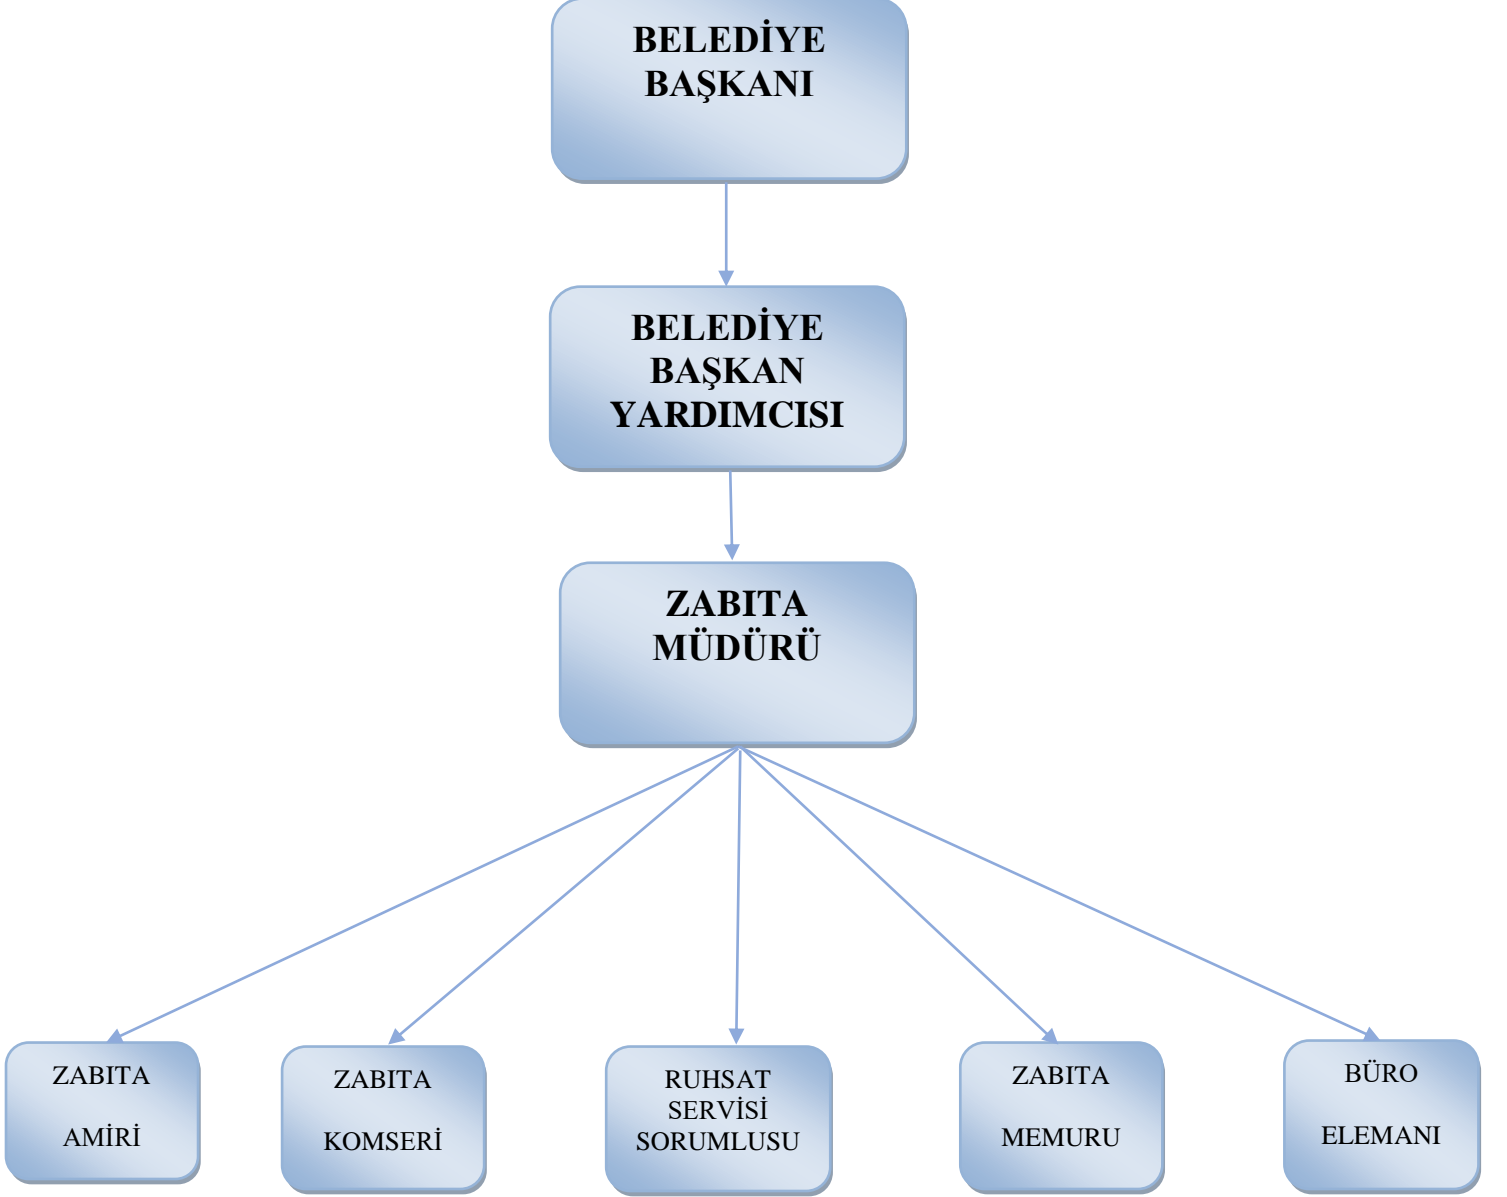 BELEDİYE
BAŞKANI
BELEDİYE
BAŞKAN
YARDIMCISI
ZABITA
MÜDÜRÜ
ZABITA
AMİRİ
ZABITA
KOMSERİ
RUHSAT
SERVİSİ
SORUMLUSU
ZABITA
MEMURU
BÜRO
ELEMANI